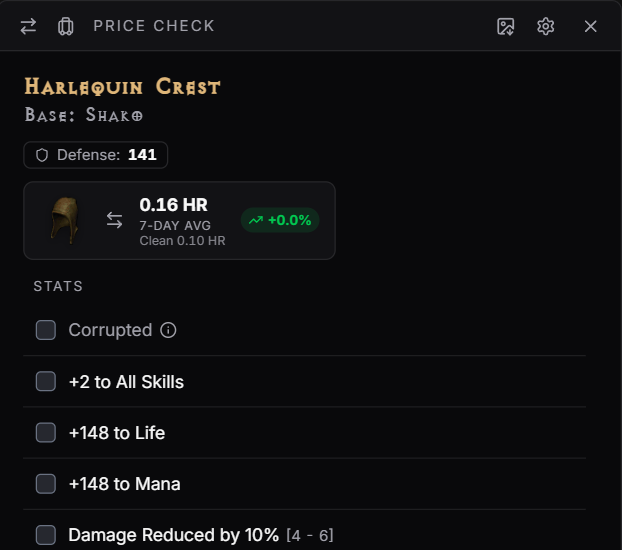 PRICE CHECK
Harlequin Crest
Base: Shako
Defense: 141
0.16 HR
7-DAY AVG
Clean 0.10 HR
+0.0%
STATS
Corrupted
+2 to All Skills
+148 to Life
+148 to Mana
Damage Reduced by 10% [4 - 6]